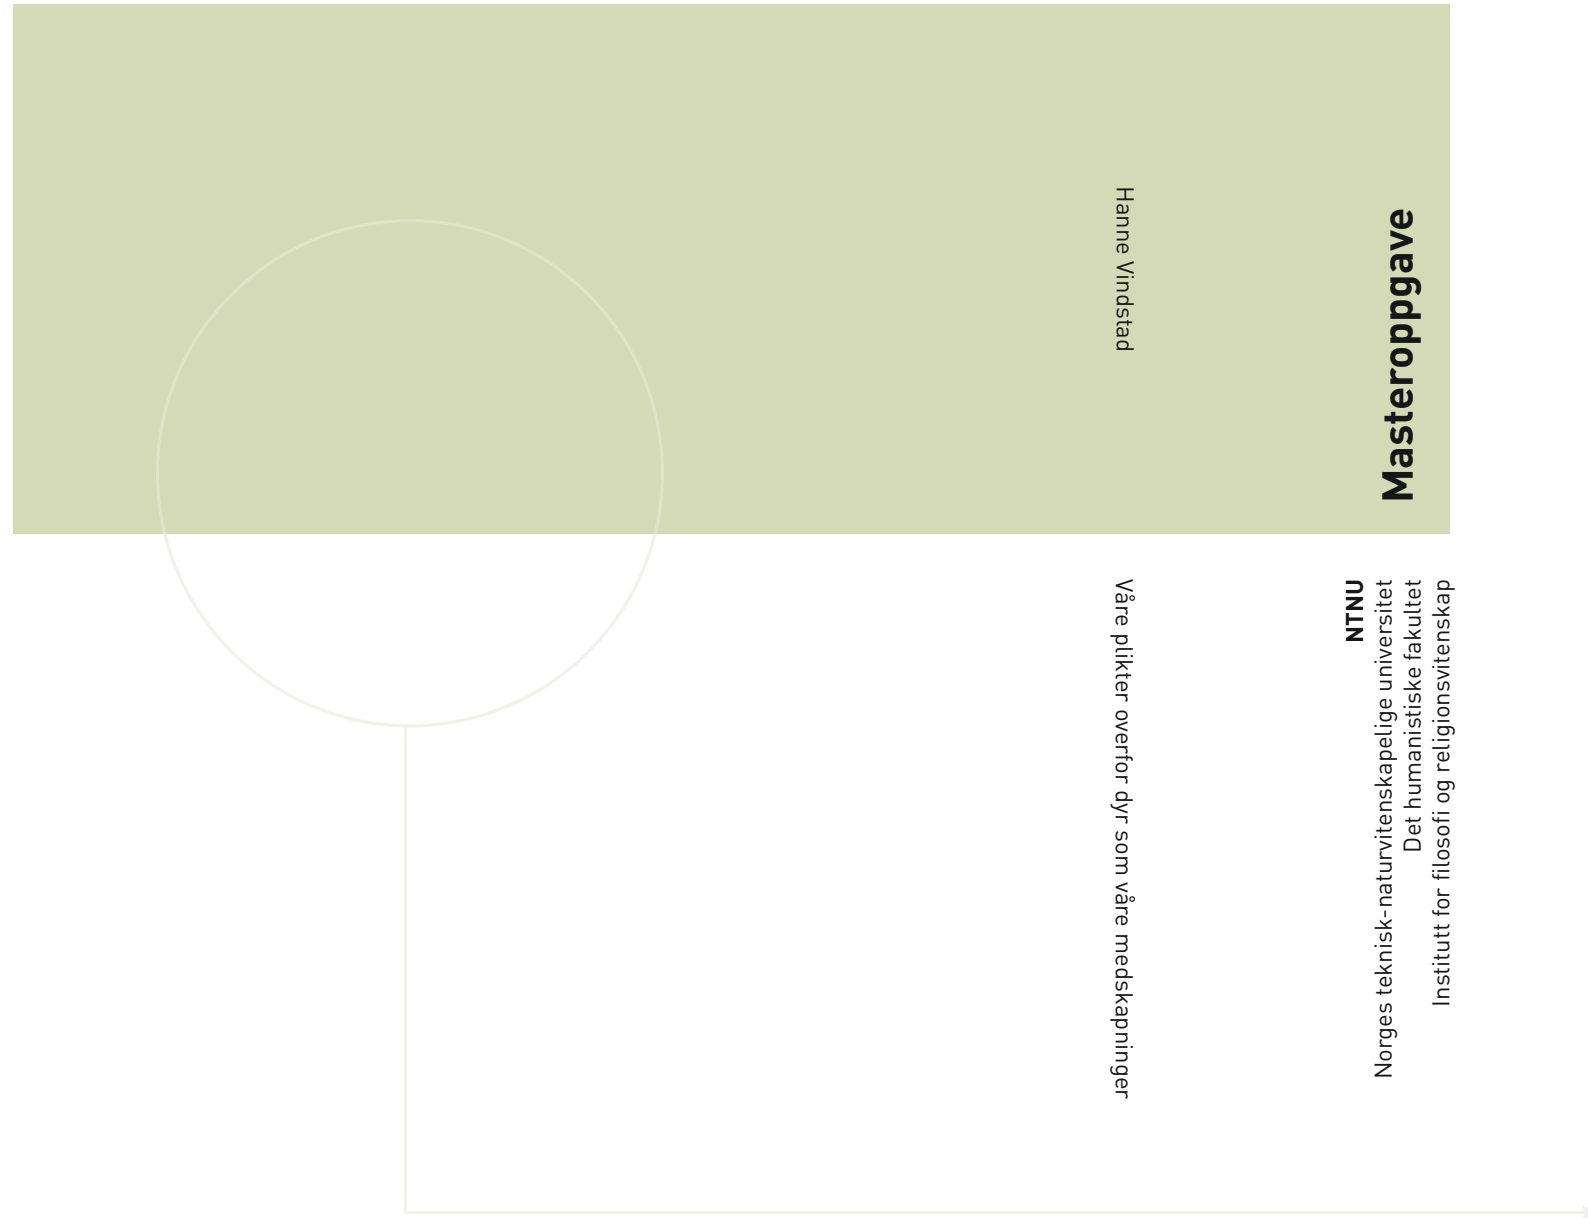 Hanne Vindstad
Våre plikter overfor dyr som våre medskapninger
Masteroppgave
NTNU
Norges teknisk-naturvitenskapelige universitet
Det humanistiske fakultet
Institutt for filosofi og religionsvitenskap